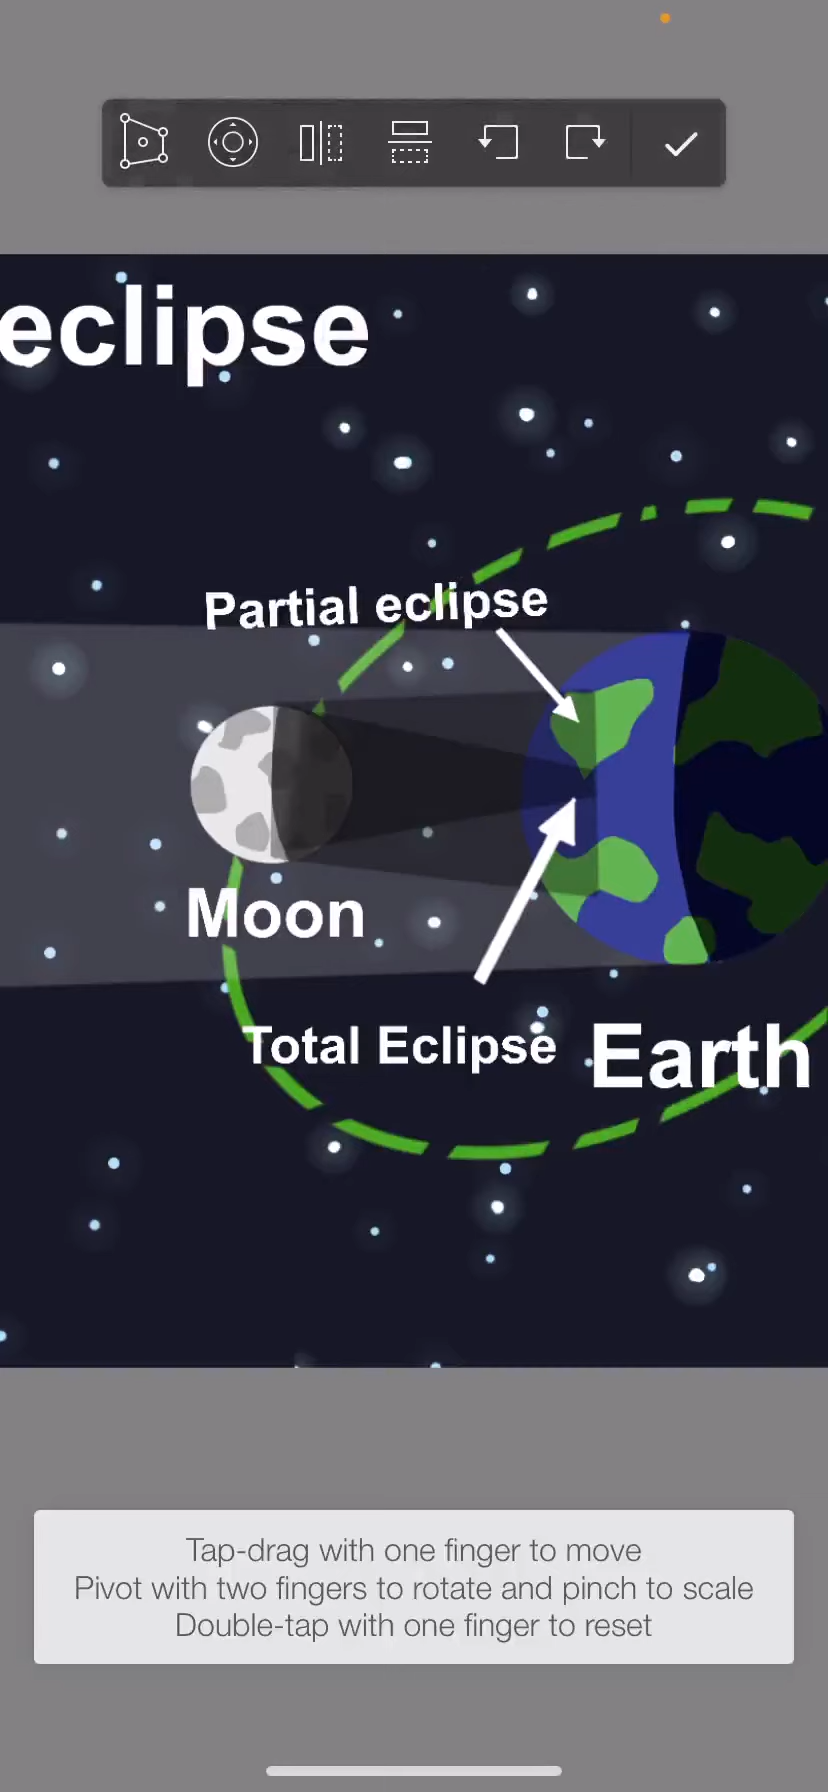 eclipse
Partial eclipse
Moon
Total Eclipse
Earth
Tap-drag with one finger to move
Pivot with two fingers to rotate and pinch to scale
Double-tap with one finger to reset